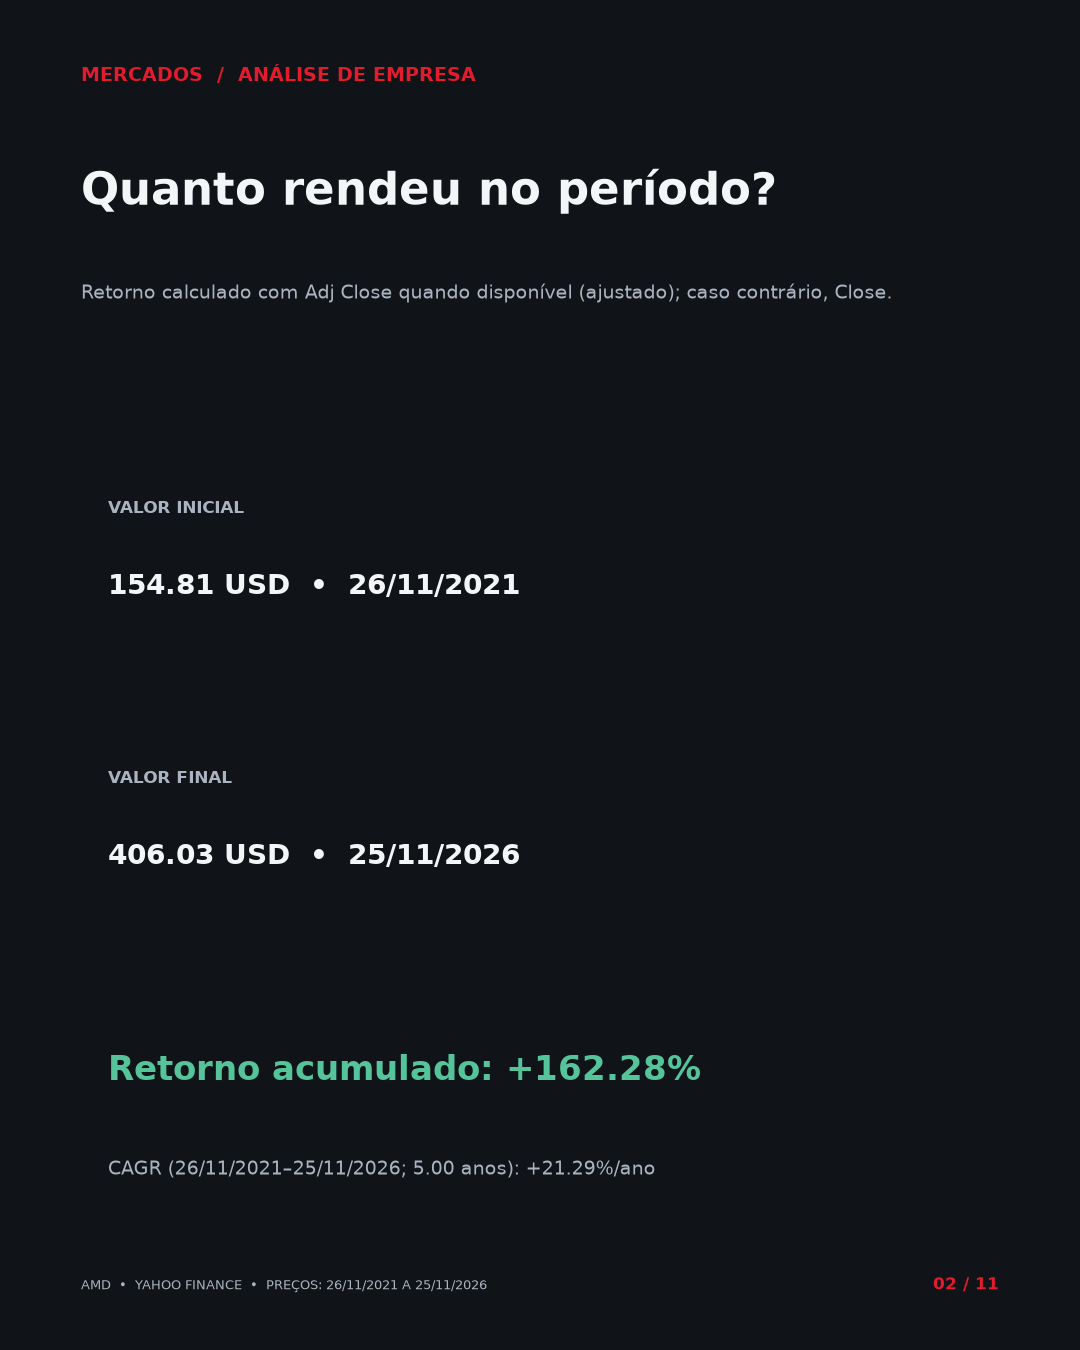 MERCADOS / ANÁLISE DE EMPRESA
Quanto rendeu no período?
Retorno calculado com Adj Close quando disponível (ajustado); caso contrário, Close.
VALOR INICIAL
154.81 USD • 26/11/2021
VALOR FINAL
406.03 USD • 25/11/2026
Retorno acumulado: +162.28%
CAGR (26/11/2021–25/11/2026; 5.00 anos): +21.29%/ano
AMD • YAHOO FINANCE • PREÇOS: 26/11/2021 A 25/11/2026
02 / 11